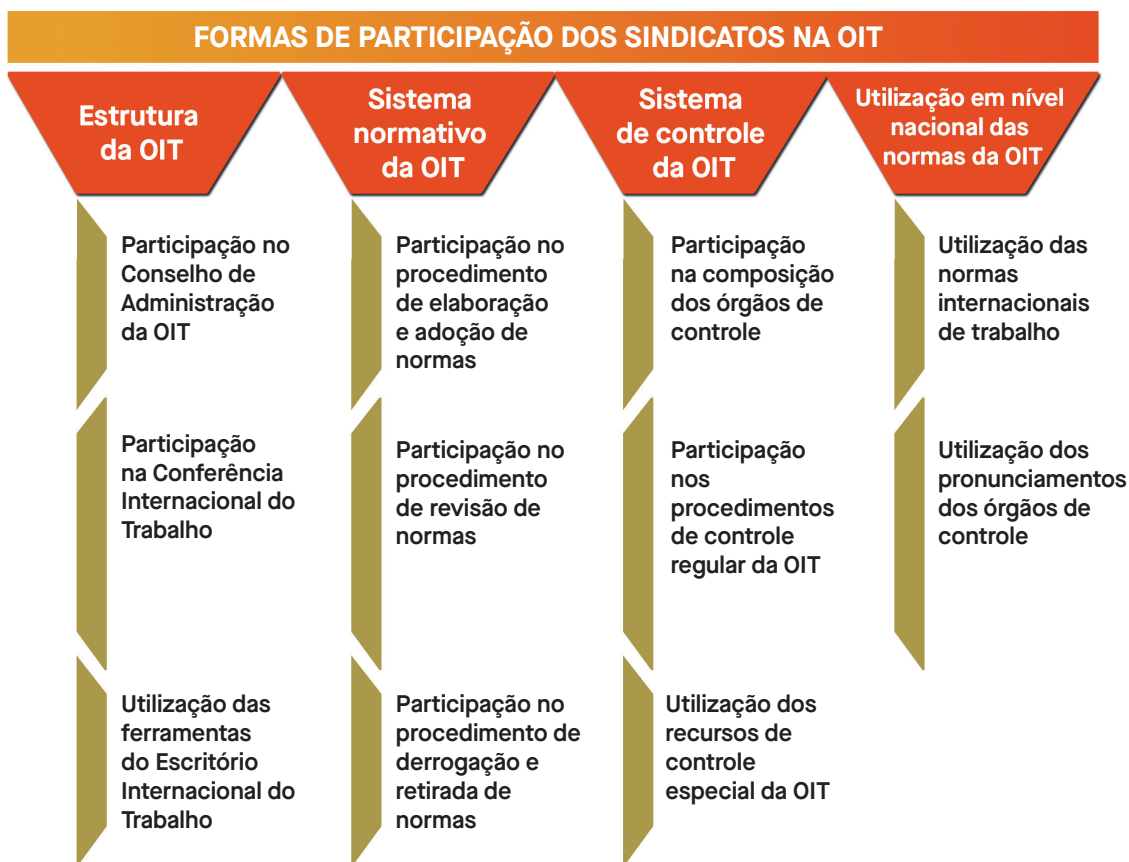 FORMAS DE PARTICIPAÇÃO DOS SINDICATOS NA OIT
Estrutura
da OIT
Participação no
Conselho de
Administração
da OIT
Participação
na Conferência
Internacional do
Trabalho
Utilização das
ferramentas
do Escritório
Internacional do
Trabalho
Sistema
normativo
da OIT
Participação no
procedimento
de elaboração
e adoção de
normas
Participação no
procedimento
de revisão de
normas
Participação no
procedimento de
derrogação e
retirada de
normas
Sistema
de controle
da OIT
Participação
na composição
dos órgãos de
controle
Participação
nos
procedimentos
de controle
regular da OIT
Utilização dos
recursos de
controle
especial da OIT
Utilização em nível
nacional das
normas da OIT
Utilização das
normas
internacionais
de trabalho
Utilização dos
pronunciamentos
dos órgãos de
controle